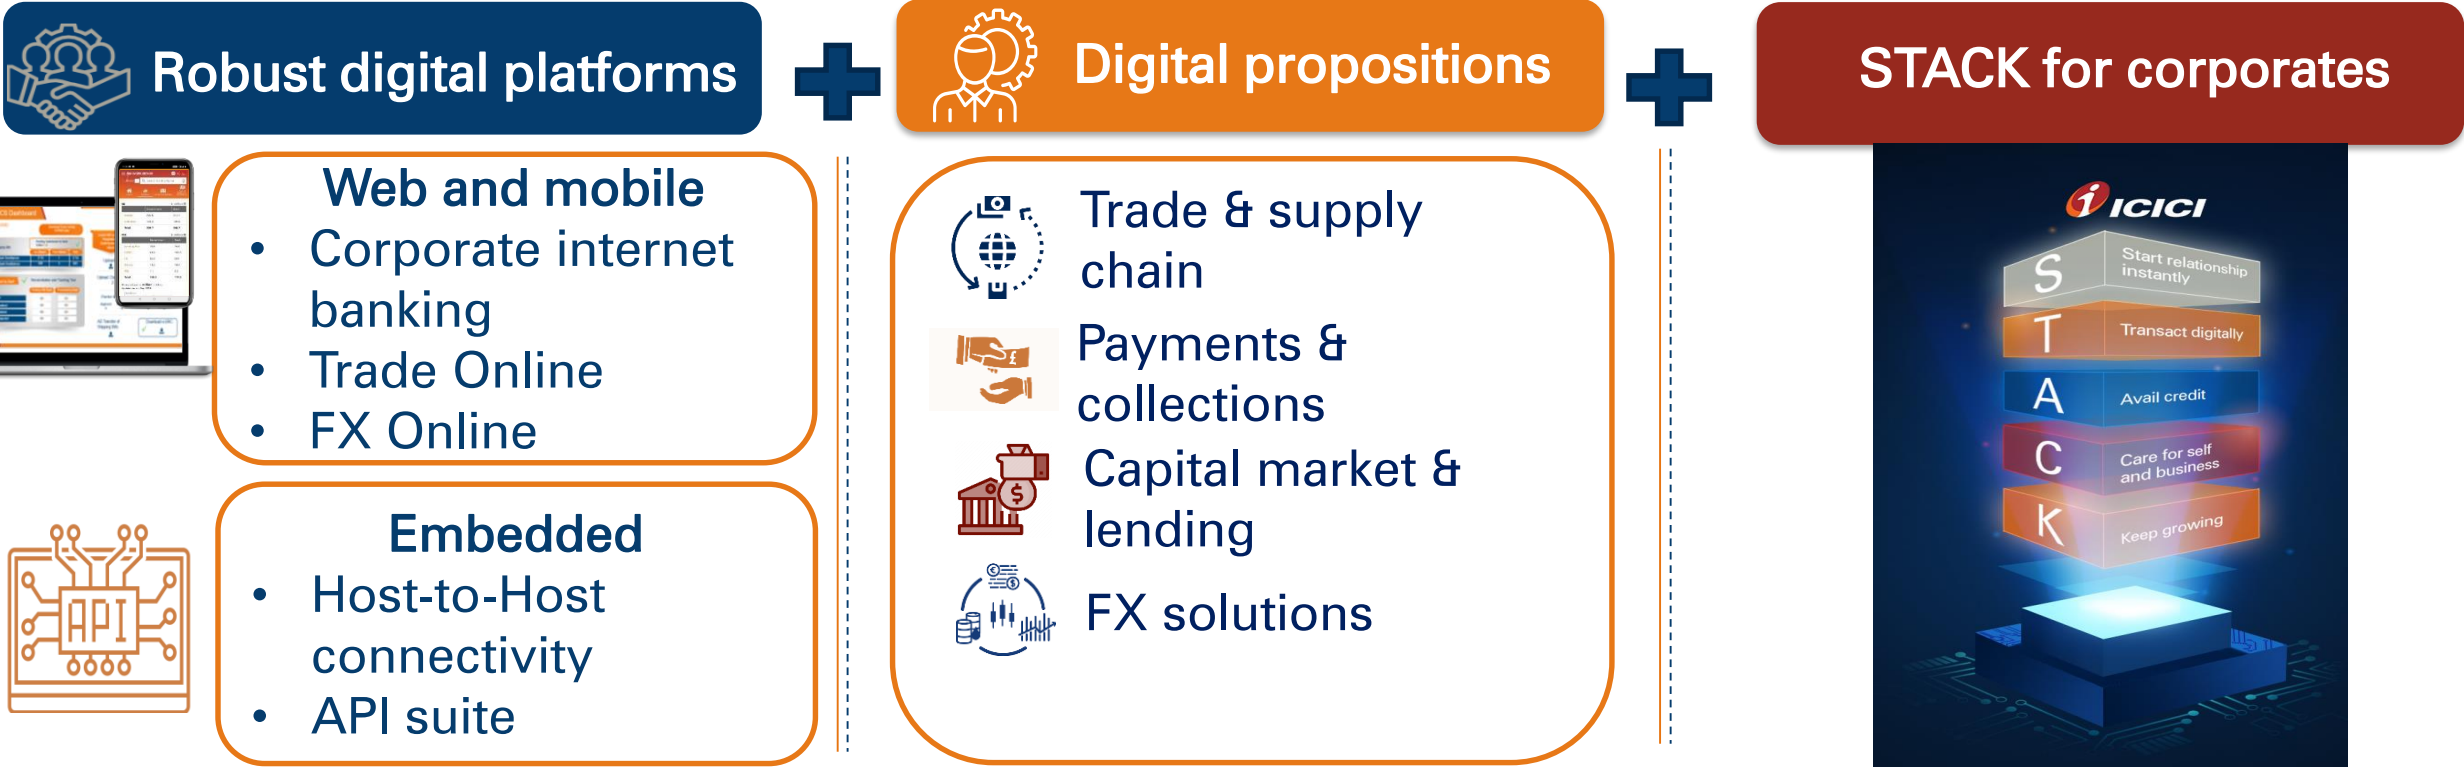 Robust digital platforms
Digital propositions
STACK for corporates
Web and mobile
• Corporate internet
banking
• Trade Online
• FX Online
Embedded
• Host-to-Host
connectivity
• API suite
API
Trade & supply
chain
Payments &
collections
Capital market &
lending
FX solutions
ICICI
S
Start relationship
instantly
T
Transact digitally
A
Avail credit
C
Care for self
and business
K
Keep growing